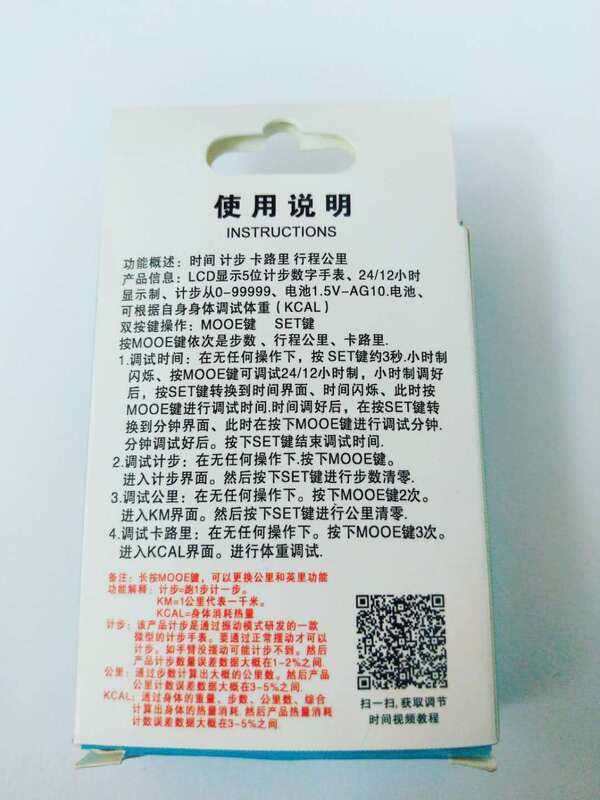 使用说明
INSTRUCTIONS
功能概述：时间 计步 卡路里 行程公里
产品信息：LCD显示5位计步数字手表、24/12小时
显示制、计步从0-99999、电池1.5V-AG10.电池、
可根据自身身体调试体重（KCAL）
双按键操作：MOOE键 SET键
按MOOE键依次是步数、行程公里、卡路里.
1.调试时间：在无任何操作下，按 SET键约3秒.小时制
闪烁、按MOOE键可调试24/12小时制，小时制调好
后，按SET键转换到时间界面、时间闪烁、此时按
MOOE键进行调试时间.时间调好后，在按SET键转
换到分钟界面、此时在按下MOOE键进行调试分钟.
分钟调试好后。按下SET键结束调试时间.
2.调试计步：在无任何操作下.按下MOOE键。
进入计步界面。然后按下SET键进行步数清零.
3.调试公里：在无任何操作下。按下MOOE键2次。
进入KM界面。然后按下SET键进行公里清零.
4.调试卡路里：在无任何操作下。按下MOOE键3次。
进入KCAL界面。进行体重调试.
备注：长按MOOE键，可以更换公里和英里功能
功能解释：计步=跑1步计一步。
KM=1公里代表一千米。
KCAL=身体消耗热量
计步：该产品计步是通过振动模式研发的一款
微型的计步手表。要通过正常摆动才可以
计步。如手臂没摆动可能计步不到。然后
产品计步数量误差数据大概在1-2%之间.
公里：通过步数计算出大概的公里数。然后产品
公里计数误差数据大概在3-5%之间.
KCAL：通过身体的重量、步数、公里数、综合
计算出身体的热量消耗.然后产品热量消耗
计数误差数据大概在3-5%之间.
扫一扫, 获取调节
时间视频教程